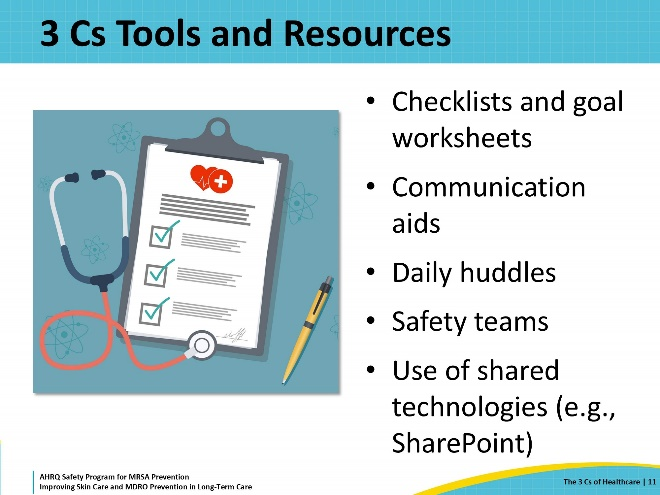 3 Cs Tools and Resources
• Checklists and goal
worksheets
• Communication
aids
• Daily huddles
• Safety teams
• Use of shared
technologies (e.g.,
SharePoint)
AHRQ Safety Program for MRSA Prevention
Improving Skin Care and MDRO Prevention in Long-Term Care
The 3 Cs of Healthcare | 11